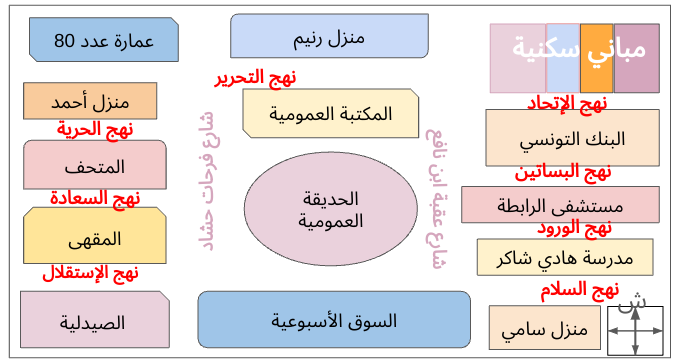 مباني سكنية
منزل رنيم
عمارة عدد 80
نهج الإتحاد
نهج التحرير
منزل أحمد
البنك التونسي
المكتبة العمومية
نهج الحرية
شارع عقبة ابن نافع
شارع فرحات حشاد
المتحف
نهج البساتين
الحديقة
العمومية
نهج السعادة
مستشفى الرابطة
نهج الورود
المقهى
مدرسة هادي شاكر
نهج الإستقلال
نهج السلام
ش
منزل سامي
السوق الأسبوعية
الصيدلية